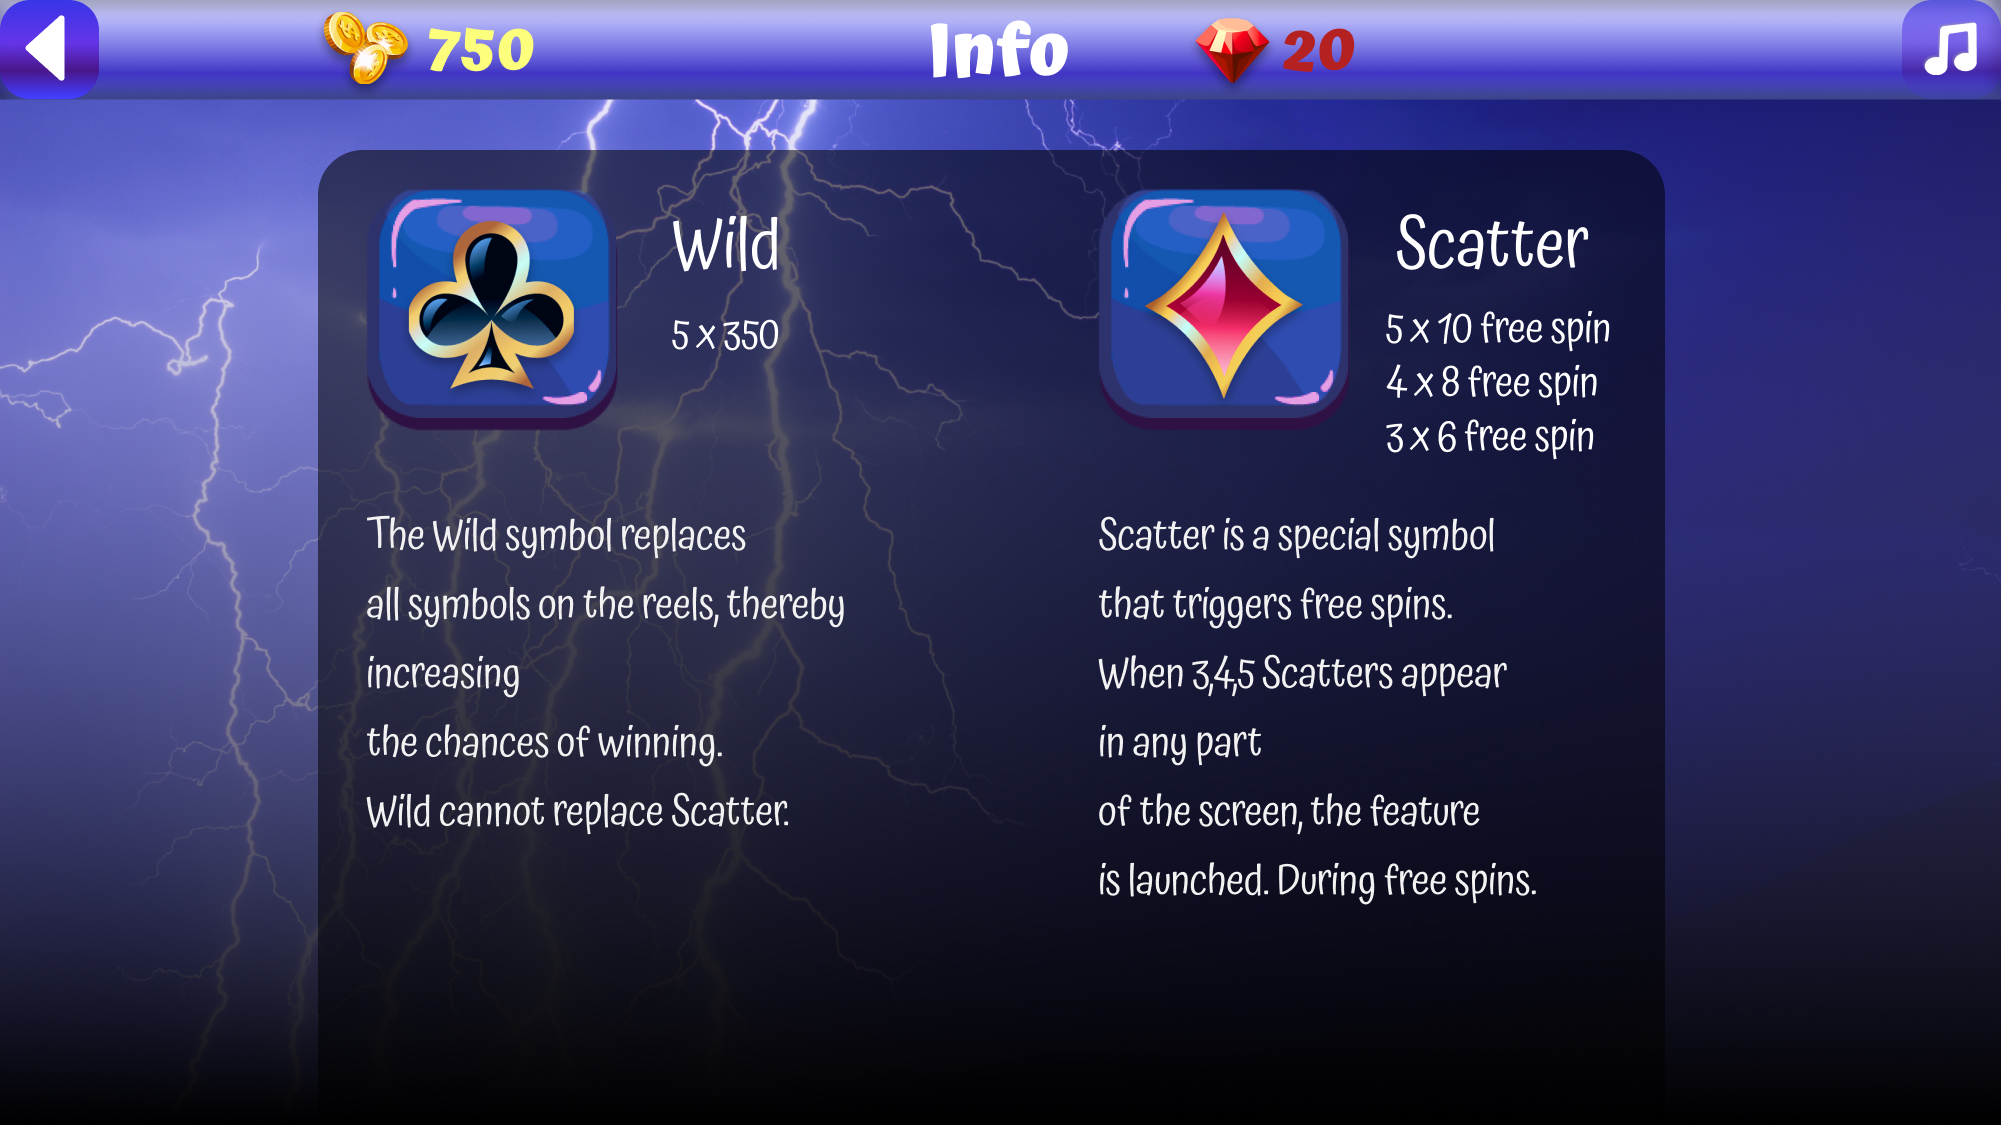 750
Info
20
Wild
5 x 350
Scatter
5 x 10 free spin
4 x 8 free spin
3 x 6 free spin
The Wild symbol replaces
all symbols on the reels, thereby
increasing
the chances of winning.
Wild cannot replace Scatter.
Scatter is a special symbol
that triggers free spins.
When 3,4,5 Scatters appear
in any part
of the screen, the feature
is launched. During free spins.